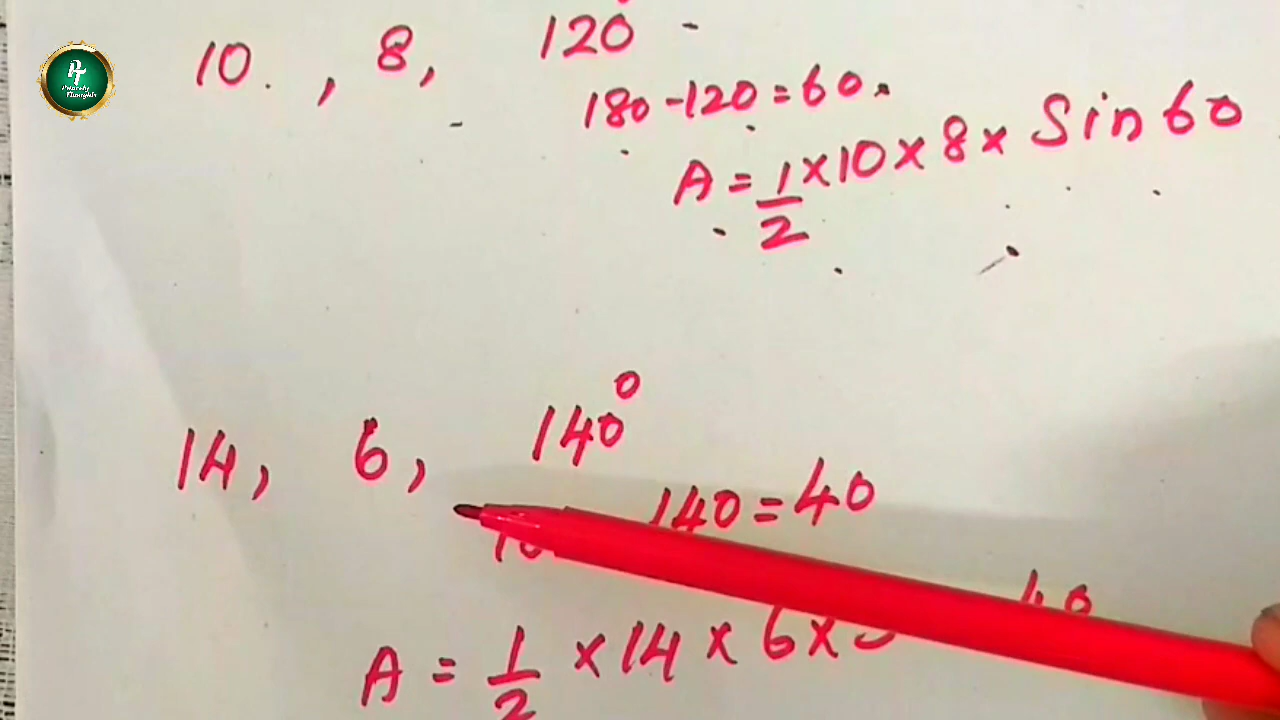 10 , 8, 120°
180-120=60
A = 1/2 × 10 × 8 × Sin 60
14, 6, 140°
140 = 40
A = 1/2 × 14 × 6 ×